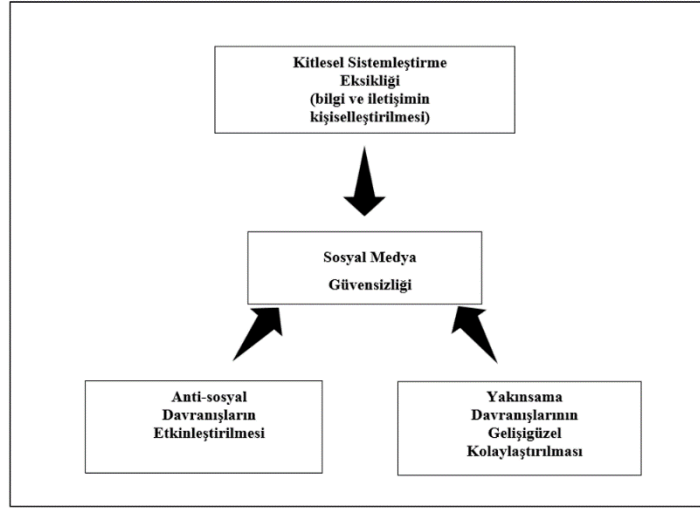 Kitlesel Sistemleştirme
Eksikliği
(bilgi ve iletişimin
kişiselleştirilmesi)
Sosyal Medya
Güvensizliği
Anti-sosyal
Davranışların
Etkinleştirilmesi
Yakınsama
Davranışlarının
Gelişigüzel
Kolaylaştırılması